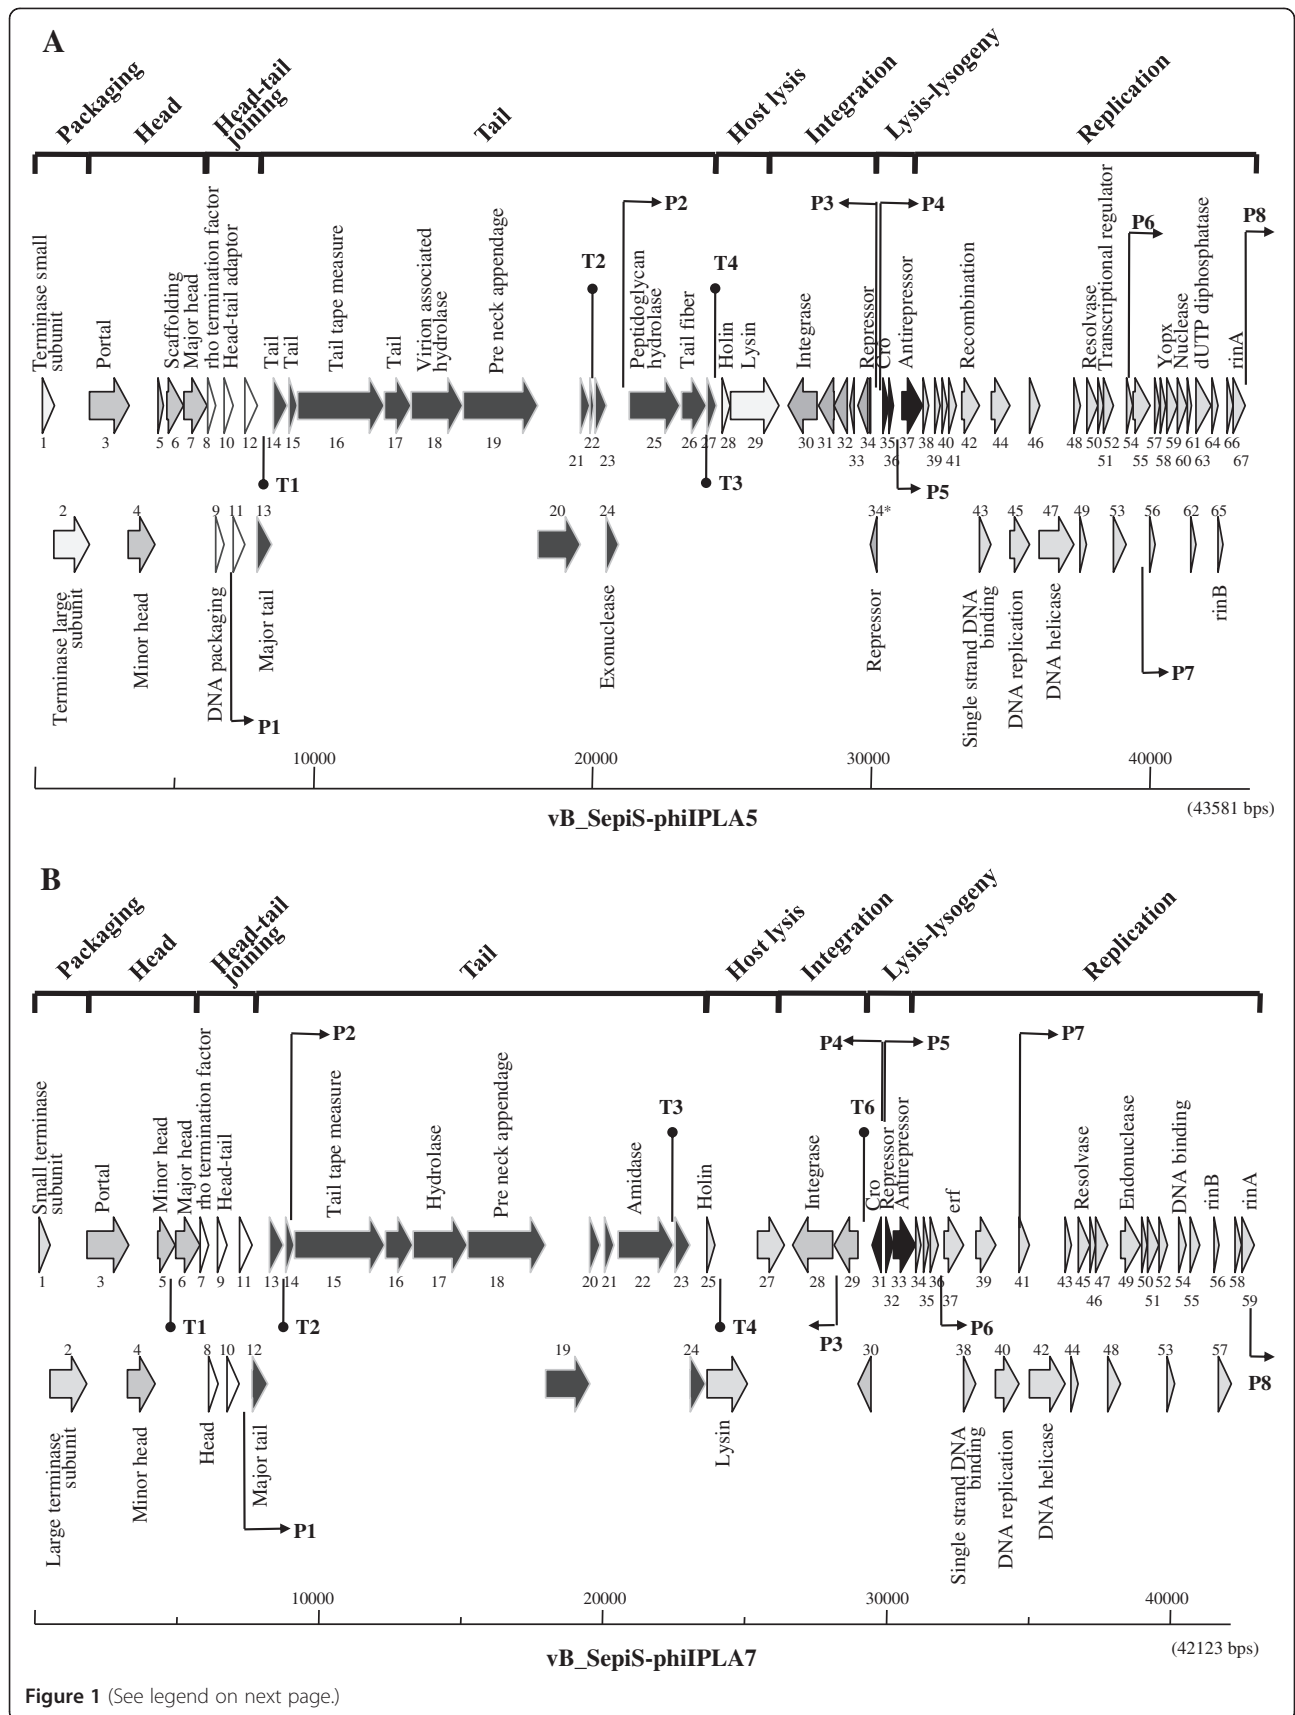 A
Packaging
Head
Head-tail
joining
Tail
Host lysis
Integration
Lysis-lysogeny
Replication
P2
P3
P4
P6
P8
T2
T4
Terminase small
subunit
Portal
Scaffolding
Major head
rho termination factor
Head-tail adaptor
Tail
Tail
Tail tape measure
Tail
Virion associated
hydrolase
Pre neck appendage
Peptidoglycan
hydrolase
Tail fiber
Holin
Lysin
Integrase
Repressor
Cro
Antirepressor
Recombination
Resolvase
Transcriptional regulator
Yopx
Nuclease
dUTP diphosphatase
rinA
1 3 5 6 7 8 10 12 14 15 16 17 18 19 22 25 26 27 28 29 30 31 32 34 35 37 38 40 42 44 46 48 50 52 54 57 59 61 64 66
21 23 33 36 39 41 51 55 58 60 63 67
T1
T3
P5
2 4 9 11 13 20 24 34* 43 45 47 49 53 56 62 65
Terminase large
subunit
Minor head
DNA packaging
Major tail
Exonuclease
Repressor
Single strand DNA
binding
DNA replication
DNA helicase
rinB
P1
P7
10000 20000 30000 40000
vB_SepiS-phiIPLA5
(43581 bps)
B
Packaging
Head
Head-tail
joining
Tail
Host lysis
Integration
Lysis-lysogeny
Replication
P2
P4
P5
P7
T3
T6
Small terminase
subunit
Portal
Minor head
Major head
rho termination factor
Head-tail
Tail tape measure
Hydrolase
Pre neck appendage
Amidase
Holin
Integrase
Cro
Repressor
Antirepressor
erf
Resolvase
Endonuclease
DNA binding
rinB
rinA
1 3 5 6 7 9 11 13 14 15 16 17 18 20 21 22 23 25 27 28 29 31 33 34 36 39 41 43 45 47 49 50 52 54 56 58
32 35 37 46 51 55 59
T1
T2
T4
P3
P6
P8
2 4 8 10 12 19 24 30 38 40 42 44 48 53 57
Large terminase
subunit
Minor head
Head
Major tail
Lysin
Single strand DNA
binding
DNA replication
DNA helicase
P1
10000 20000 30000 40000
vB_SepiS-phiIPLA7
(42123 bps)
Figure 1 (See legend on next page.)